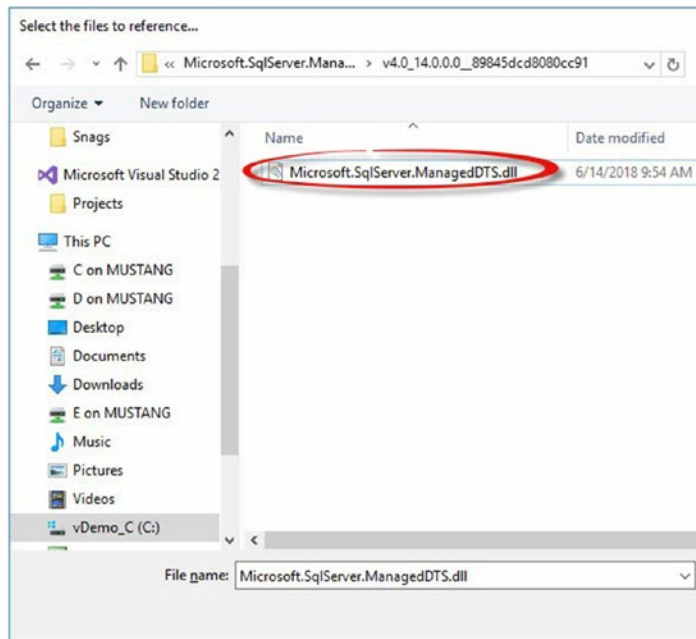 Select the files to reference...
« Microsoft.SqlServer.Mana... > v4.0_14.0.0.0__89845dcd8080cc91
Organize New folder
Snags
Microsoft Visual Studio 2
Projects
This PC
C on MUSTANG
D on MUSTANG
Desktop
Documents
Downloads
E on MUSTANG
Music
Pictures
Videos
vDemo_C (C:)
Name Date modified
Microsoft.SqlServer.ManagedDTS.dll 6/14/2018 9:54 AM
File name: Microsoft.SqlServer.ManagedDTS.dll